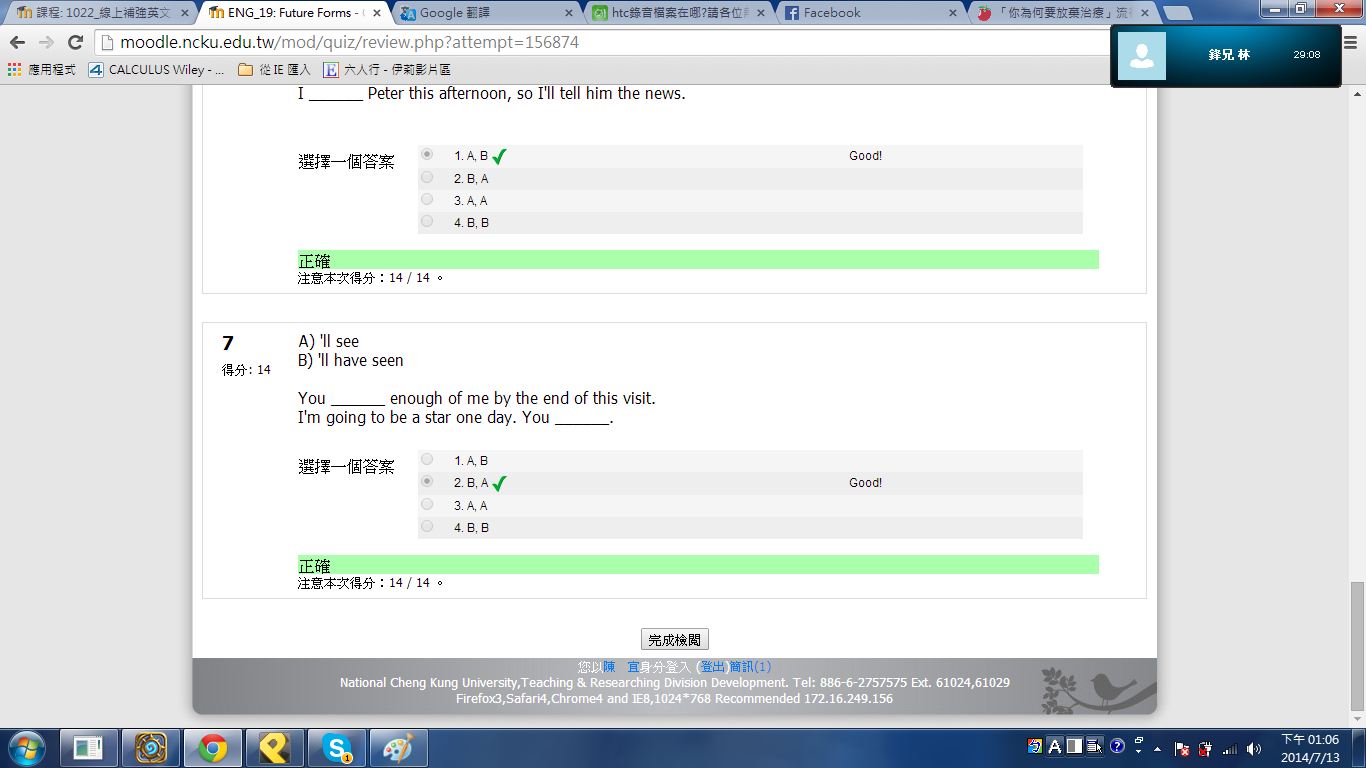 課程: 1022_線上補強英文
ENG_19: Future Forms -
Google 翻譯
htc錄音檔案在哪?請各位
Facebook
「你為何要放棄治療」流
moodle.ncku.edu.tw/mod/quiz/review.php?attempt=156874
鋒兄 林
29:08
應用程式
CALCULUS Wiley - ...
從 IE 匯入
六人行 - 伊莉影片區
I _______ Peter this afternoon, so I'll tell him the news.
選擇一個答案
1. A, B
Good!
2. B, A
3. A, A
4. B, B
正確
注意本次得分：14 / 14 。
7
得分: 14
A) 'll see
B) 'll have seen
You _______ enough of me by the end of this visit.
I'm going to be a star one day. You _______.
選擇一個答案
1. A, B
2. B, A
Good!
3. A, A
4. B, B
正確
注意本次得分：14 / 14 。
完成檢閱
您以陳 宣身分登入 (登出)簡訊(1)
National Cheng Kung University,Teaching & Researching Division Development. Tel: 886-6-2757575 Ext. 61024,61029
Firefox3,Safari4,Chrome4 and IE8,1024*768 Recommended 172.16.249.156
下午 01:06
2014/7/13